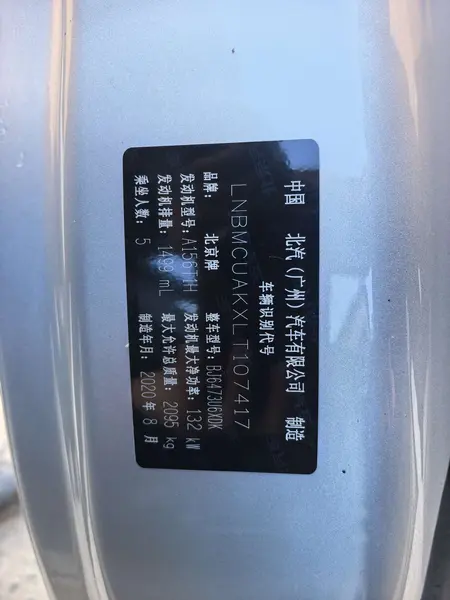 中国 北汽（广州）汽车有限公司 制造
车辆识别代号
LNBMCUAKXLT107417
品牌： 北京牌 整车型号：BJ6473U6XDK
发动机型号：A156T1H 发动机最大净功率：132 kW
发动机排量：1499 mL 最大允许总质量：2095 kg
乘坐人数：5 制造年月：2020 年 8 月